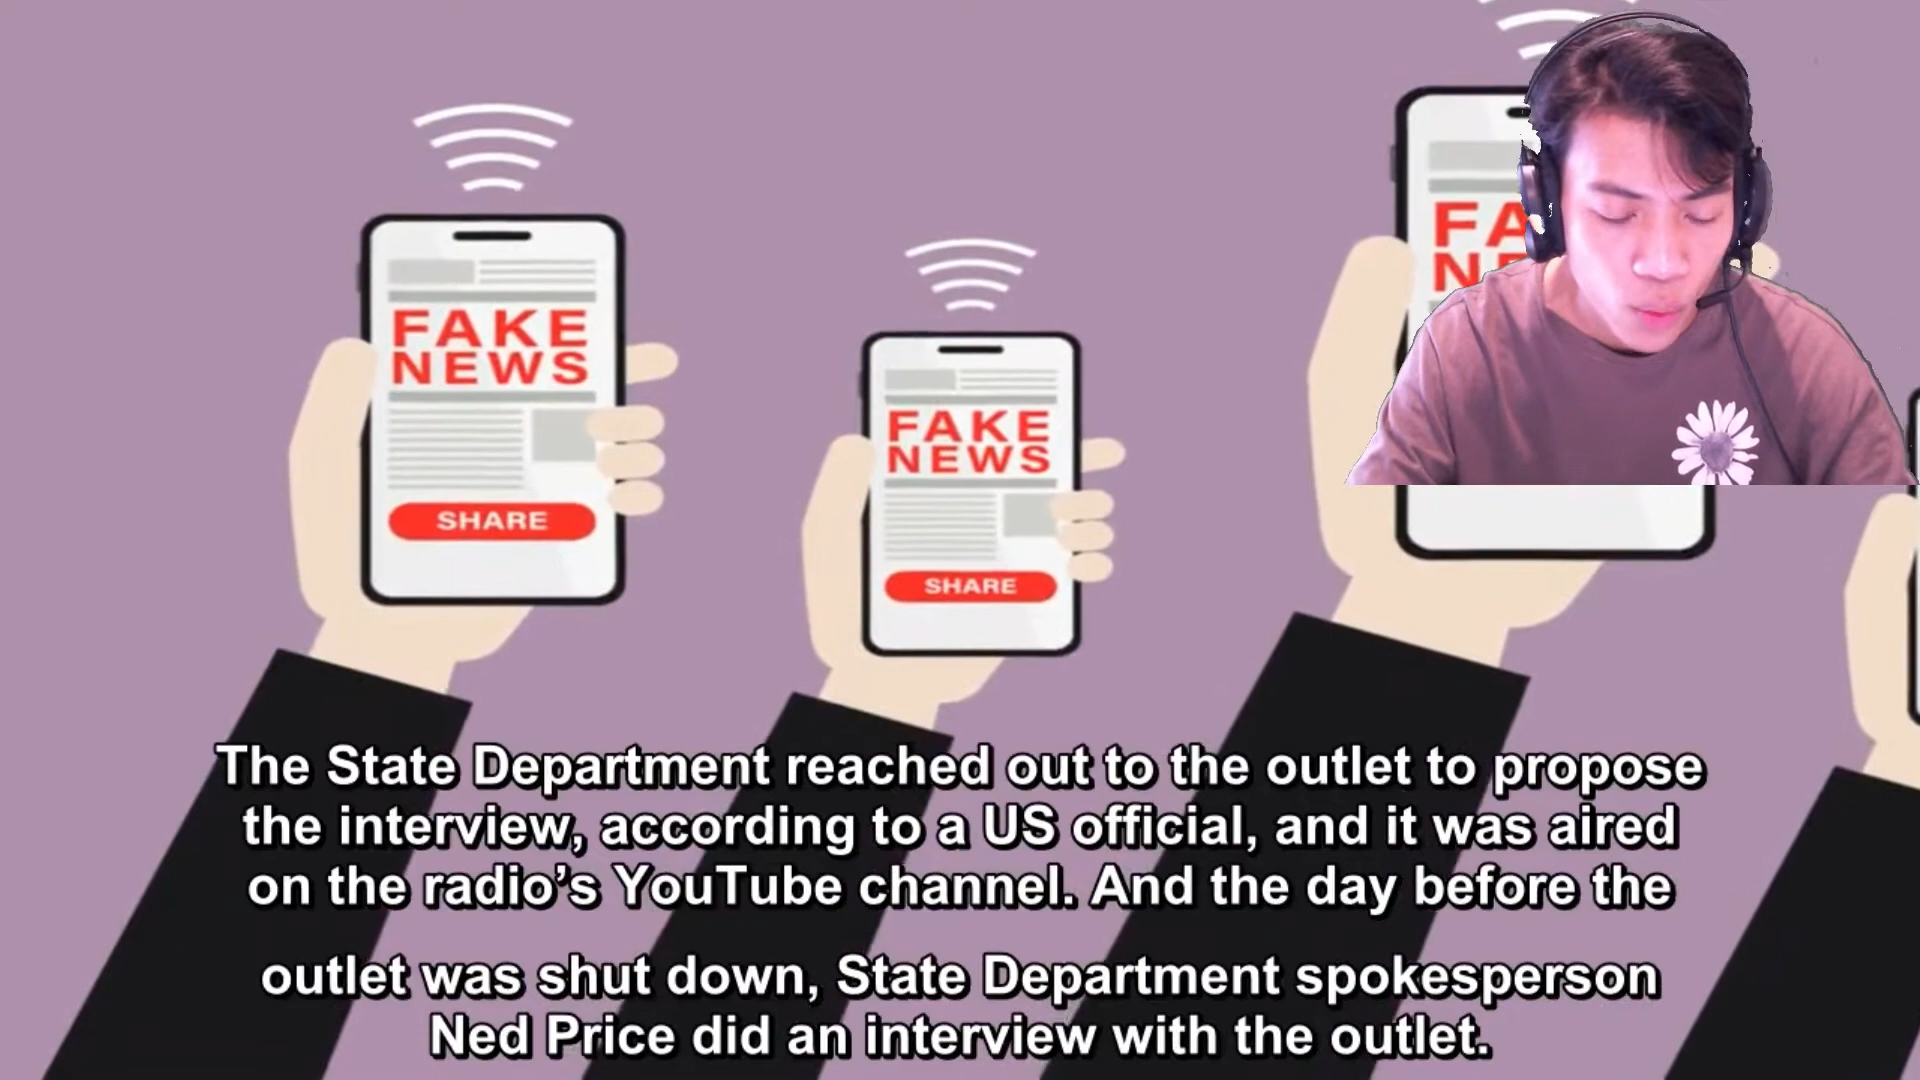 FAKE
NEWS
SHARE
FAKE
NEWS
SHARE
FA
NE
The State Department reached out to the outlet to propose
the interview, according to a US official, and it was aired
on the radio’s YouTube channel. And the day before the
outlet was shut down, State Department spokesperson
Ned Price did an interview with the outlet.